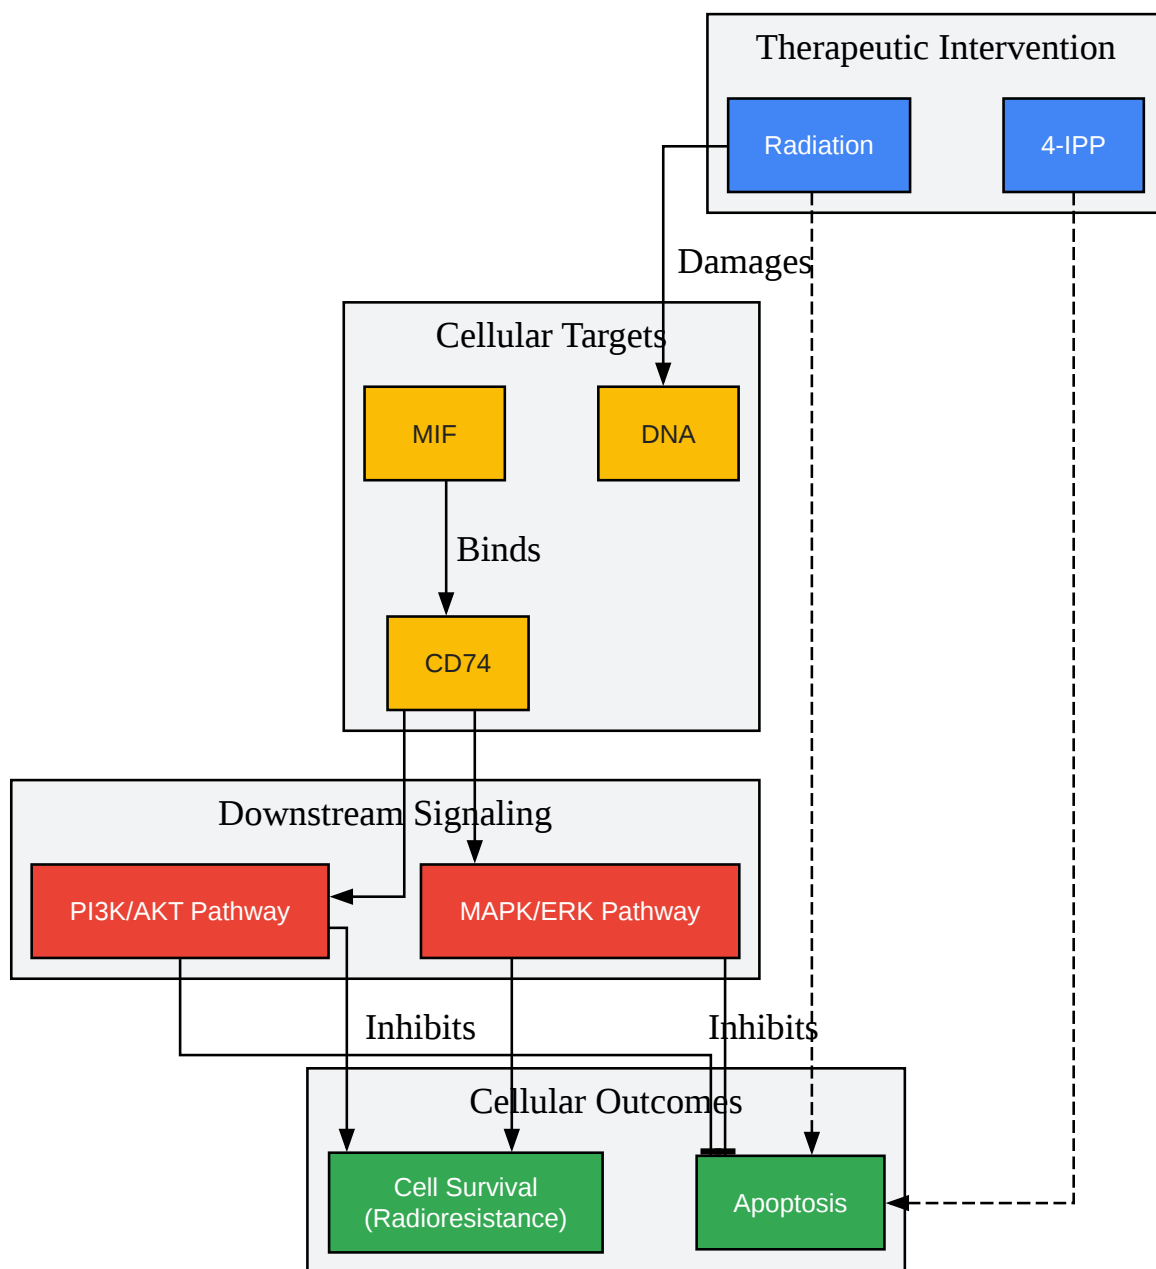 Therapeutic Intervention
Radiation
4-IPP
Damages
Cellular Targets
MIF
DNA
Binds
CD74
Downstream Signaling
PI3K/AKT Pathway
MAPK/ERK Pathway
Inhibits
Inhibits
Cellular Outcomes
Cell Survival
(Radioresistance)
Apoptosis